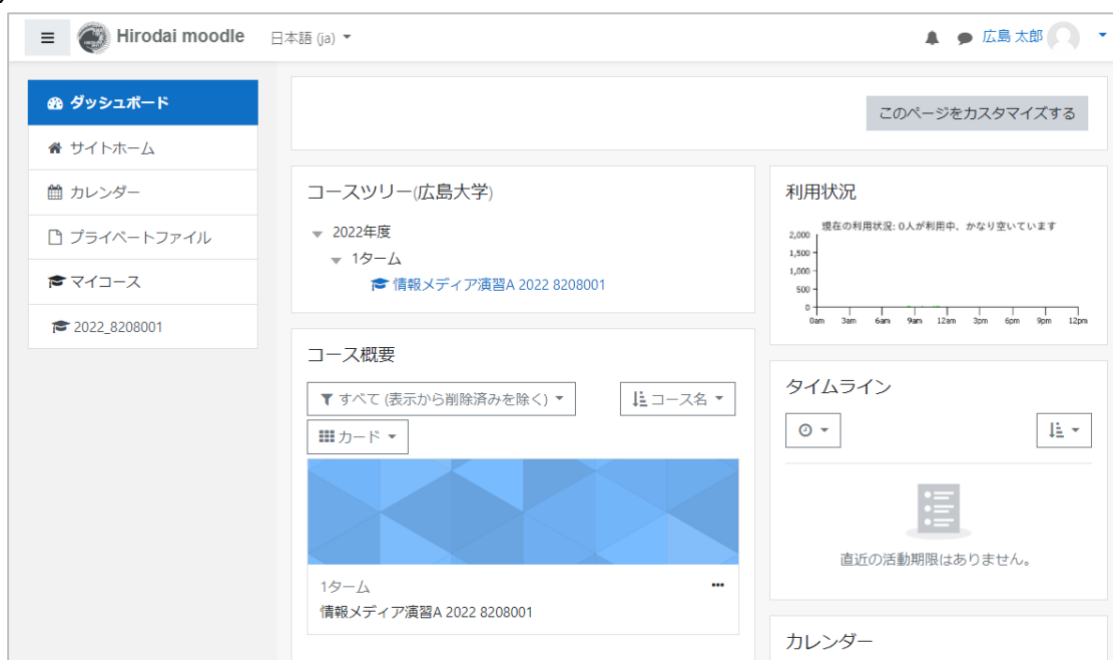 Hirodai moodle 日本語 (ja)
広島 太郎
ダッシュボード
サイトホーム
カレンダー
プライベートファイル
マイコース
2022_8208001
このページをカスタマイズする
コースツリー(広島大学)
2022年度
1ターム
情報メディア演習A 2022 8208001
コース概要
すべて (表示から削除済みを除く)
コース名
カード
1ターム
情報メディア演習A 2022 8208001
利用状況
現在の利用状況: 0人が利用中、かなり空いています
2,000
1,500
1,000
500
0
0am 3am 6am 9am 12am 3pm 6pm 9pm 12pm
タイムライン
直近の活動期限はありません。
カレンダー